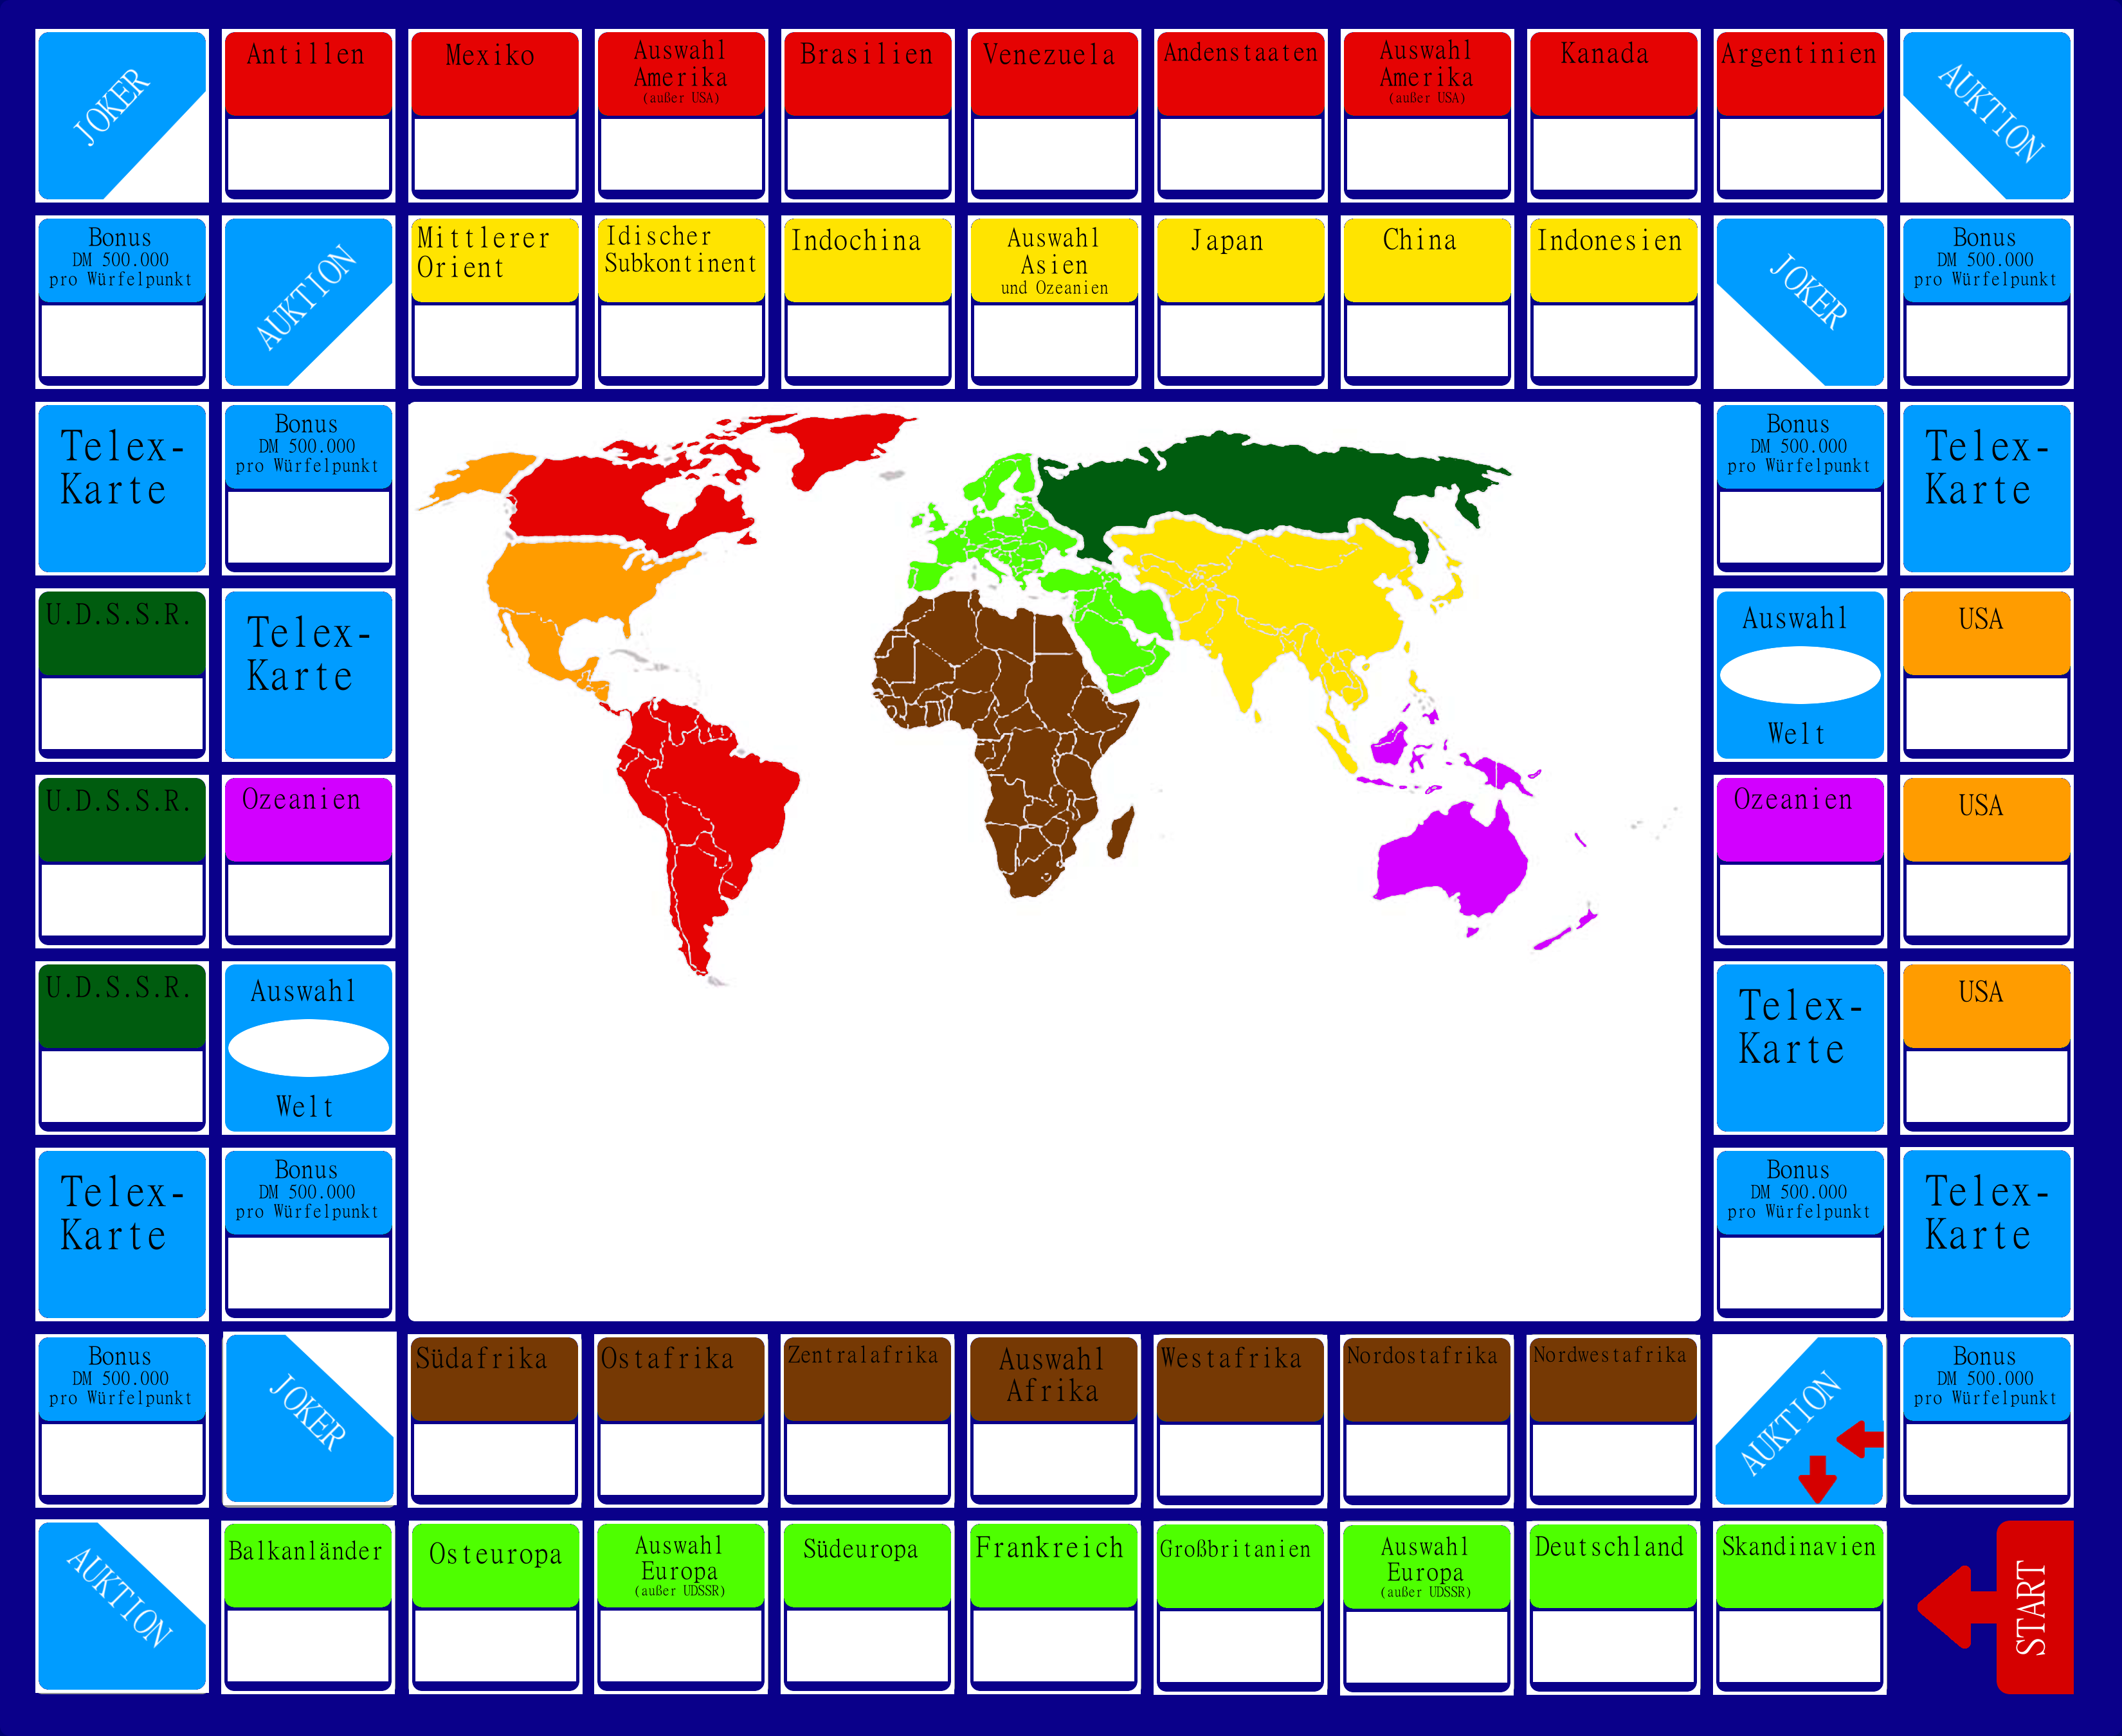 JOKER
Antillen
Mexiko
Auswahl
Amerika
(außer USA)
Brasilien
Venezuela
Andenstaaten
Auswahl
Amerika
(außer USA)
Kanada
Argentinien
AUKTION
Bonus
DM 500.000
pro Würfelpunkt
AUKTION
Mittlerer
Orient
Idischer
Subkontinent
Indochina
Auswahl
Asien
und Ozeanien
Japan
China
Indonesien
JOKER
Bonus
DM 500.000
pro Würfelpunkt
Telex-
Karte
Bonus
DM 500.000
pro Würfelpunkt
Bonus
DM 500.000
pro Würfelpunkt
Telex-
Karte
U.D.S.S.R.
Telex-
Karte
Auswahl
Welt
USA
U.D.S.S.R.
Ozeanien
Ozeanien
USA
U.D.S.S.R.
Auswahl
Welt
Telex-
Karte
USA
Telex-
Karte
Bonus
DM 500.000
pro Würfelpunkt
Bonus
DM 500.000
pro Würfelpunkt
Telex-
Karte
Bonus
DM 500.000
pro Würfelpunkt
JOKER
Südafrika
Ostafrika
Zentralafrika
Auswahl
Afrika
Westafrika
Nordostafrika
Nordwestafrika
AUKTION
Bonus
DM 500.000
pro Würfelpunkt
AUKTION
Balkanländer
Osteuropa
Auswahl
Europa
(außer UDSSR)
Südeuropa
Frankreich
Großbritanien
Auswahl
Europa
(außer UDSSR)
Deutschland
Skandinavien
START